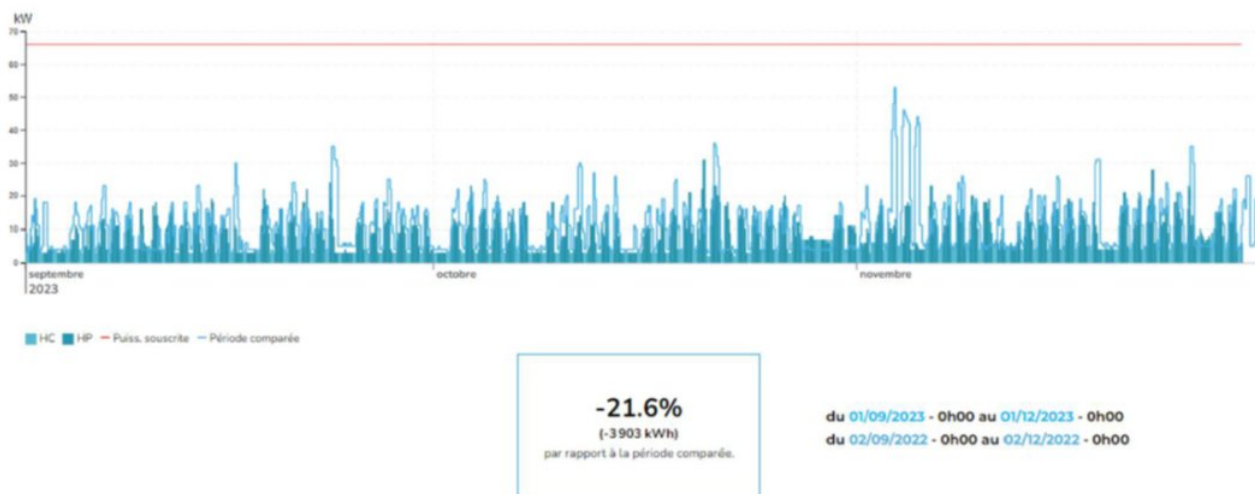 kW
70
60
50
40
30
20
10
0
septembre octobre novembre
2023
HC HP Puiss. souscrite Période comparée
-21.6%
(-3 903 kWh)
par rapport à la période comparée.
du 01/09/2023 - 0h00 au 01/12/2023 - 0h00
du 02/09/2022 - 0h00 au 02/12/2022 - 0h00